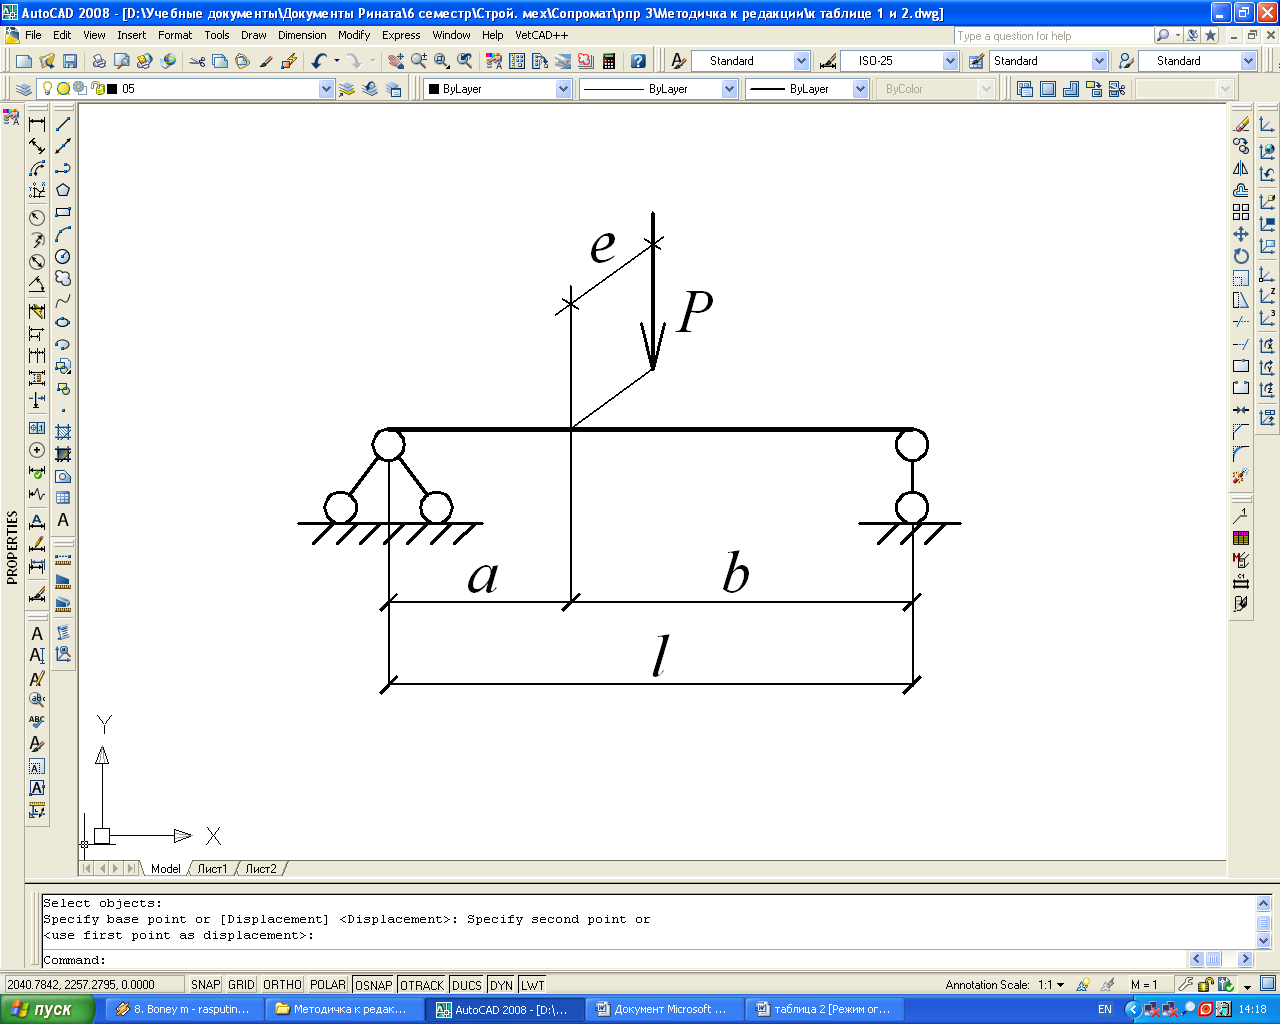 AutoCAD 2008 - [D:\Учебные документы\Документы Рината\6 семестр\Строй. мех\Сопромат\рпр 3\Методичка к редакции\к таблице 1 и 2.dwg]
File Edit View Insert Format Tools Draw Dimension Modify Express Window Help VetCAD++
Type a question for help
Standard ISO-25 Standard Standard
05 ByLayer ByLayer ByLayer ByColor
PROPERTIES
e
P
a b
l
Y
X
Model Лист1 Лист2
Select objects:
Specify base point or [Displacement] <Displacement>: Specify second point or
<use first point as displacement>:
Command:
2040.7842, 2257.2795, 0.0000 SNAP GRID ORTHO POLAR OSNAP OTRACK DUCS DYN LWT Annotation Scale: 1:1 M = 1
пуск 8. Boney m - rasputin... Методичка к редак... AutoCAD 2008 - [D:\... Документ Microsoft ... таблица 2 [Режим ог... EN 14:18